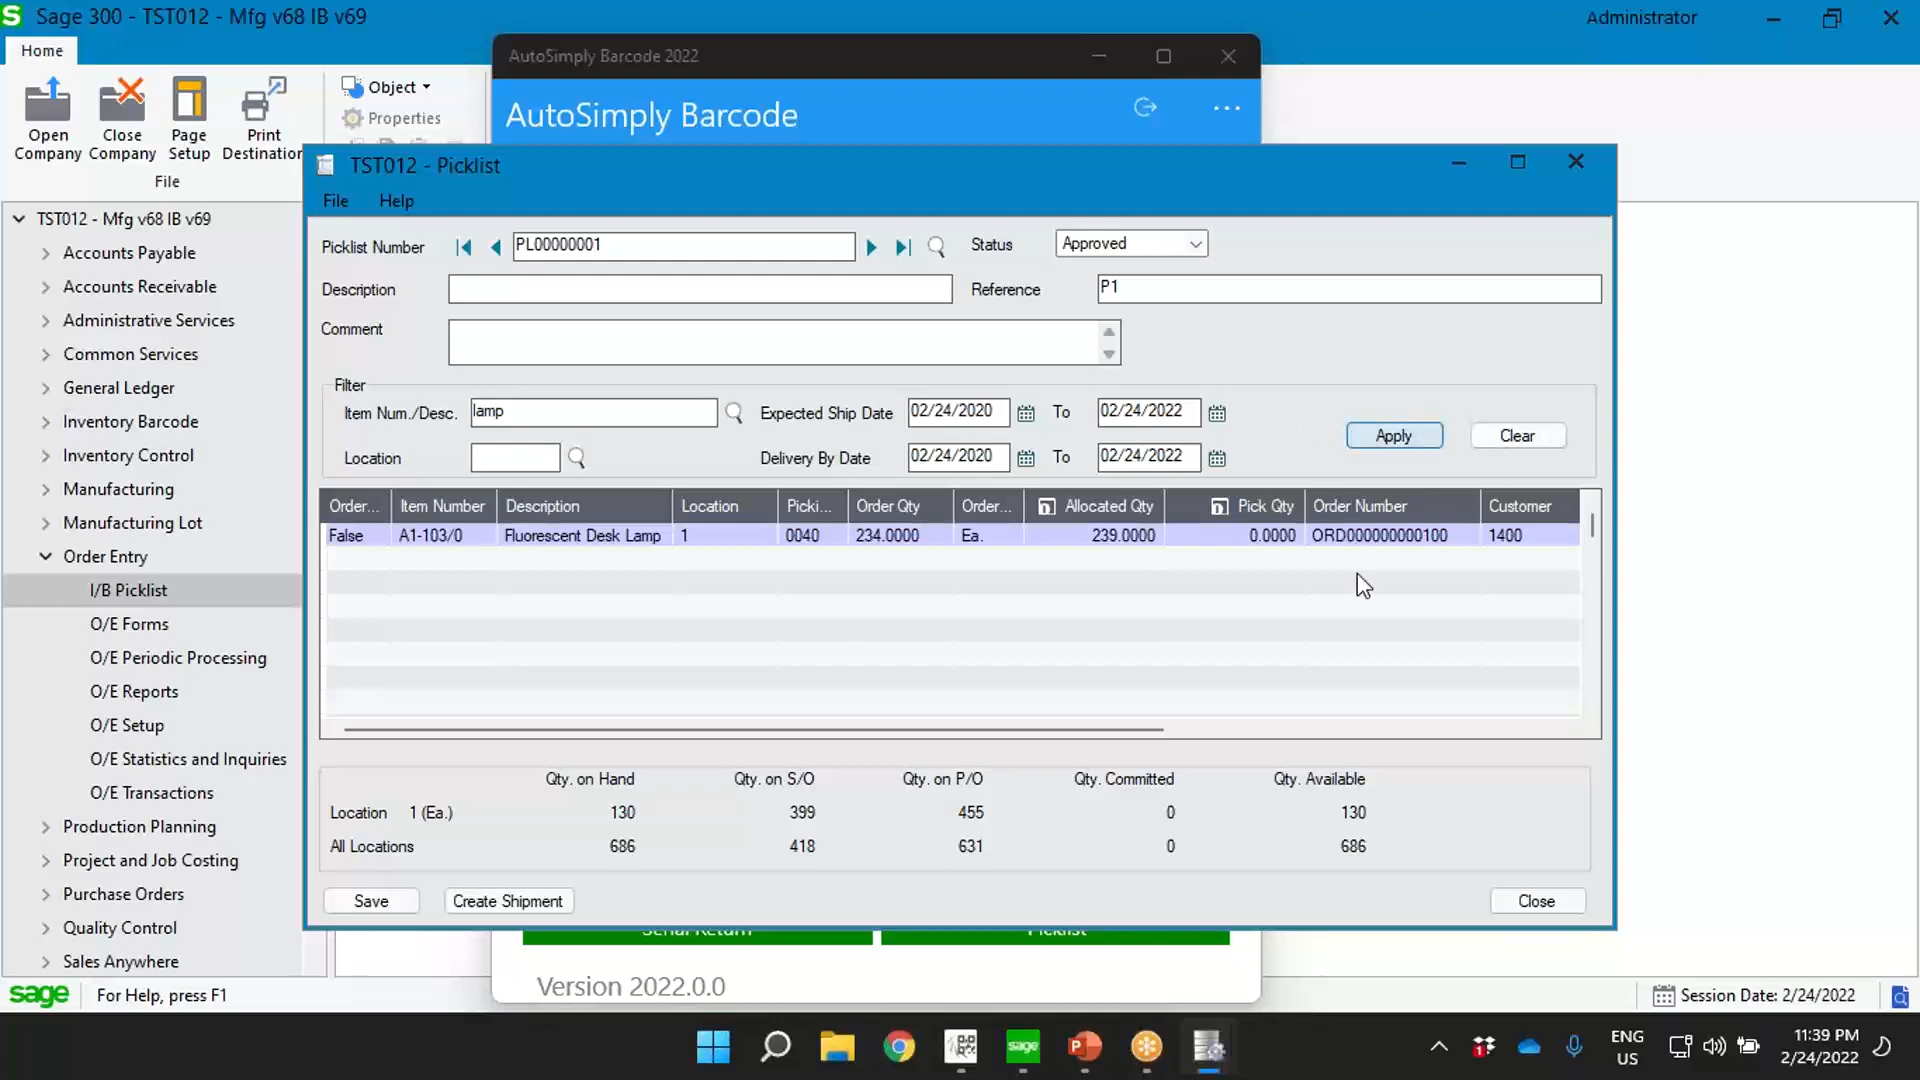 Sage 300 - TST012 - Mfg v68 IB v69
Administrator
Home
AutoSimply Barcode 2022
Object
Properties
AutoSimply Barcode
Open Company
Close Company
Page Setup
Print Destination
File
TST012 - Picklist
File Help
TST012 - Mfg v68 IB v69
Accounts Payable
Accounts Receivable
Administrative Services
Common Services
General Ledger
Inventory Barcode
Inventory Control
Manufacturing
Manufacturing Lot
Order Entry
I/B Picklist
O/E Forms
O/E Periodic Processing
O/E Reports
O/E Setup
O/E Statistics and Inquiries
O/E Transactions
Production Planning
Project and Job Costing
Purchase Orders
Quality Control
Sales Anywhere
Picklist Number PL00000001 Status Approved
Description Reference P1
Comment
Filter
Item Num./Desc. lamp Expected Ship Date 02/24/2020 To 02/24/2022
Apply Clear
Location Delivery By Date 02/24/2020 To 02/24/2022
Order... Item Number Description Location Picki... Order Qty Order... Allocated Qty Pick Qty Order Number Customer
False A1-103/0 Fluorescent Desk Lamp 1 0040 234.0000 Ea. 239.0000 0.0000 ORD000000000100 1400
Qty. on Hand Qty. on S/O Qty. on P/O Qty. Committed Qty. Available
Location 1 (Ea.) 130 399 455 0 130
All Locations 686 418 631 0 686
Save Create Shipment Close
Serial Return Picklist
Version 2022.0.0
sage For Help, press F1
Session Date: 2/24/2022
sage
P
1
ENG
US
11:39 PM
2/24/2022